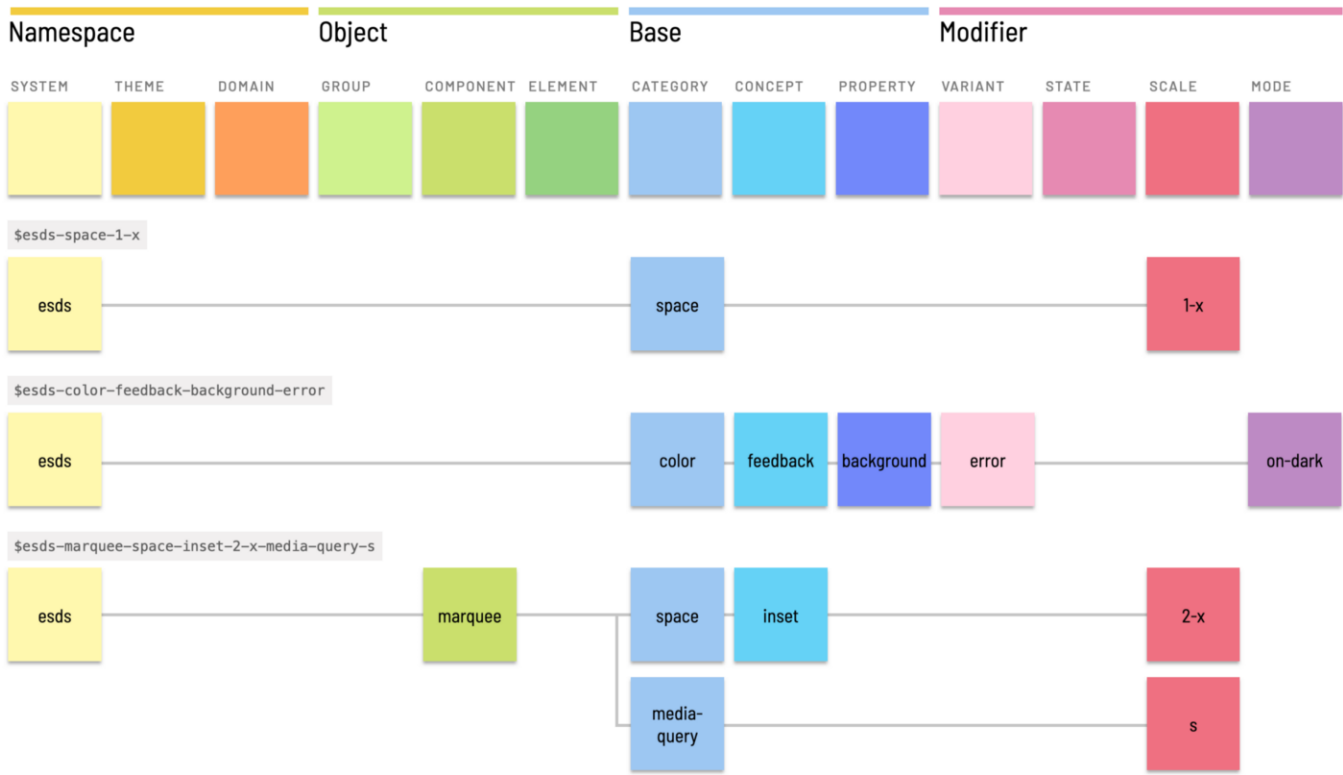 Namespace
Object
Base
Modifier
SYSTEM THEME DOMAIN GROUP COMPONENT ELEMENT CATEGORY CONCEPT PROPERTY VARIANT STATE SCALE MODE
$esds-space-1-x
esds space 1-x
$esds-color-feedback-background-error
esds color feedback background error on-dark
$esds-marquee-space-inset-2-x-media-query-s
esds marquee space inset 2-x
media-
query
s